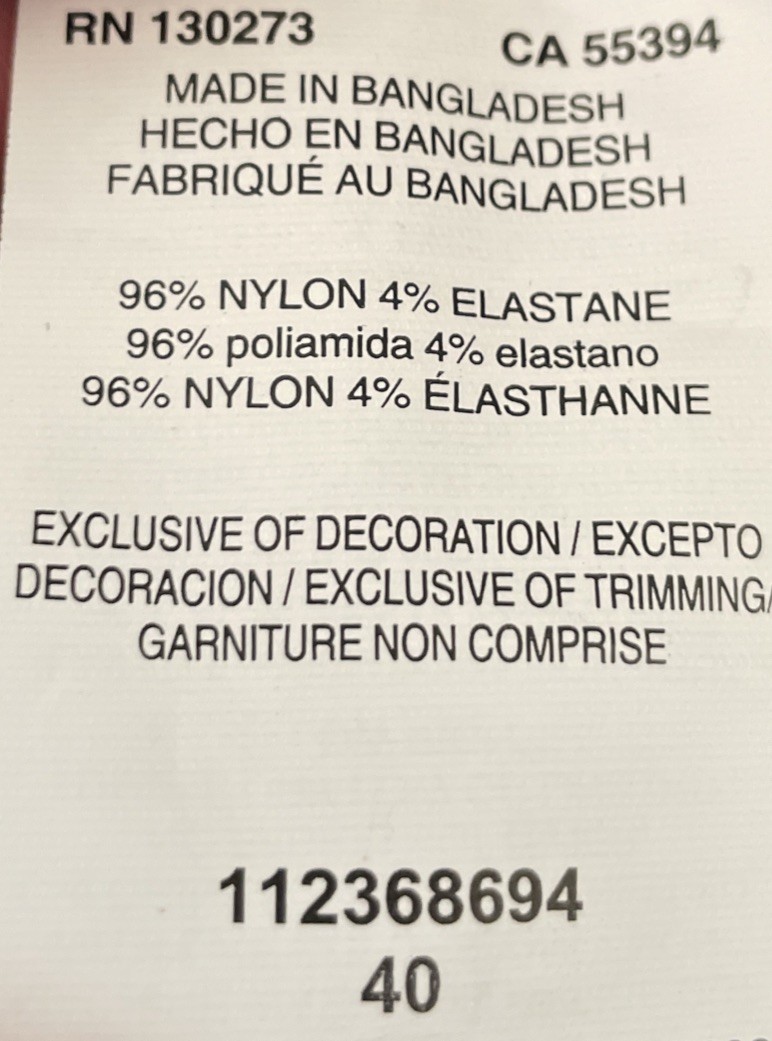 RN 130273
CA 55394
MADE IN BANGLADESH
HECHO EN BANGLADESH
FABRIQUÉ AU BANGLADESH
96% NYLON 4% ELASTANE
96% poliamida 4% elastano
96% NYLON 4% ÉLASTHANNE
EXCLUSIVE OF DECORATION / EXCEPTO
DECORACION / EXCLUSIVE OF TRIMMING/
GARNITURE NON COMPRISE
112368694
40